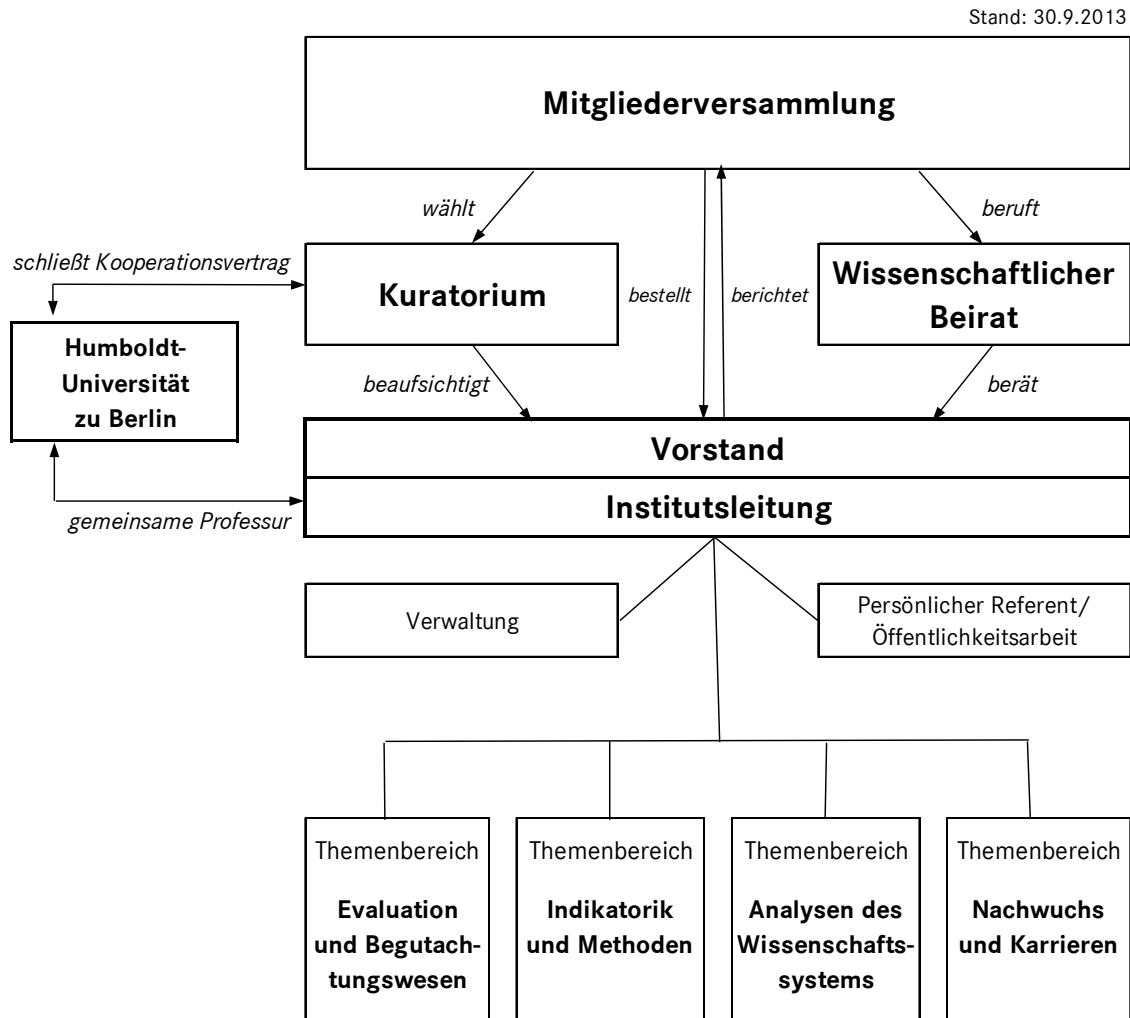 Stand: 30.9.2013
Mitgliederversammlung
wählt
beruft
schließt Kooperationsvertrag
Kuratorium
bestellt
berichtet
Wissenschaftlicher
Beirat
Humboldt-
Universität
zu Berlin
beaufsichtigt
berät
Vorstand
Institutsleitung
gemeinsame Professur
Verwaltung
Persönlicher Referent/
Öffentlichkeitsarbeit
Themenbereich
Evaluation
und Begutach-
tungswesen
Themenbereich
Indikatorik
und Methoden
Themenbereich
Analysen des
Wissenschafts-
systems
Themenbereich
Nachwuchs
und Karrieren